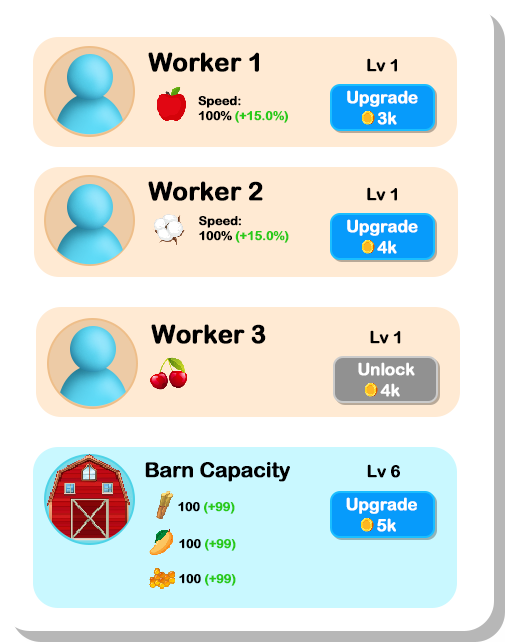 Worker 1
Lv 1
Speed:
100% (+15.0%)
Upgrade
3k
Worker 2
Lv 1
Speed:
100% (+15.0%)
Upgrade
4k
Worker 3
Lv 1
Unlock
4k
Barn Capacity
Lv 6
100 (+99)
Upgrade
5k
100 (+99)
100 (+99)